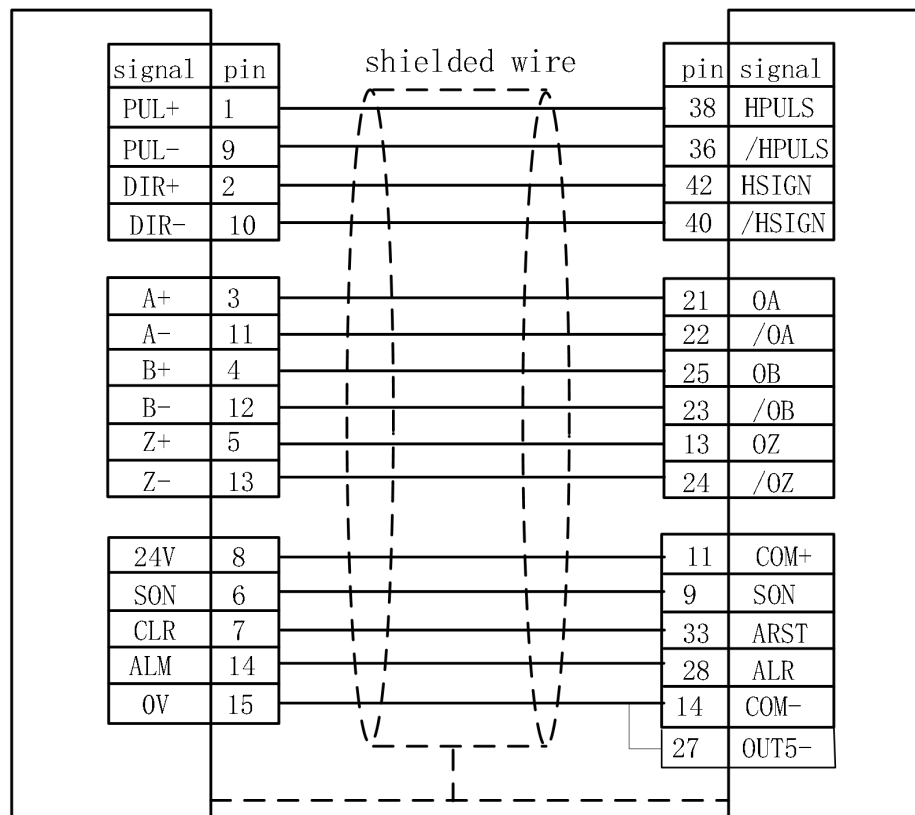 shielded wire
signal pin pin signal
PUL+ 1 38 HPULS
PUL- 9 36 /HPULS
DIR+ 2 42 HSIGN
DIR- 10 40 /HSIGN
A+ 3 21 OA
A- 11 22 /OA
B+ 4 25 OB
B- 12 23 /OB
Z+ 5 13 OZ
Z- 13 24 /OZ
24V 8 11 COM+
SON 6 9 SON
CLR 7 33 ARST
ALM 14 28 ALR
0V 15 14 COM-
27 OUT5-